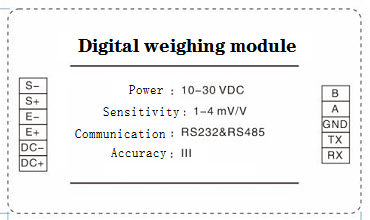 Digital weighing module
S-
S+
E-
E+
DC-
DC+
Power : 10-30 VDC
Sensitivity: 1-4 mV/V
Communication : RS232&RS485
Accuracy: III
B
A
GND
TX
RX